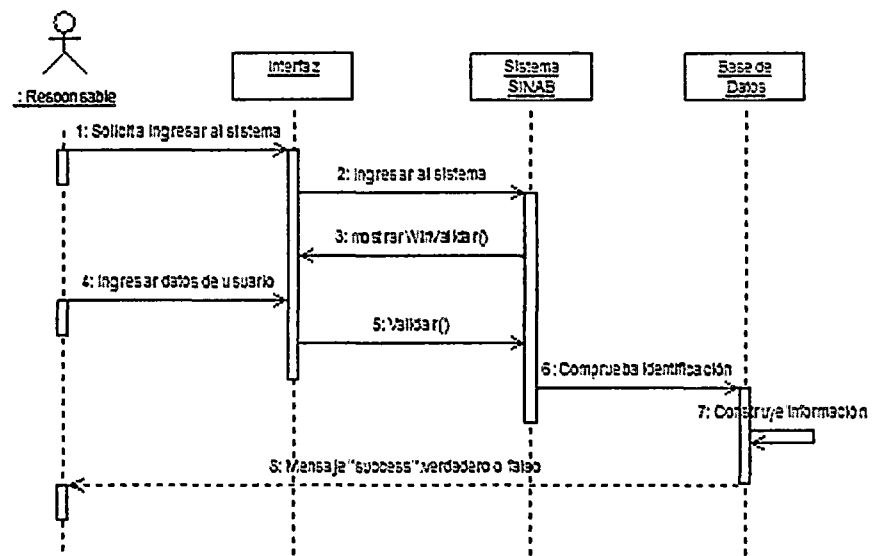 Interfaz
Sistema
SINAB
Base de
Datos
: Responsable
1: Solicita ingresar al sistema
2: Ingresar al sistema
3: mostrarWinValidar()
4: Ingresar datos de usuario
5: Validar()
6: Comprueba identificación
7: Construye información
8: Mensaje "success":verdadero o falso